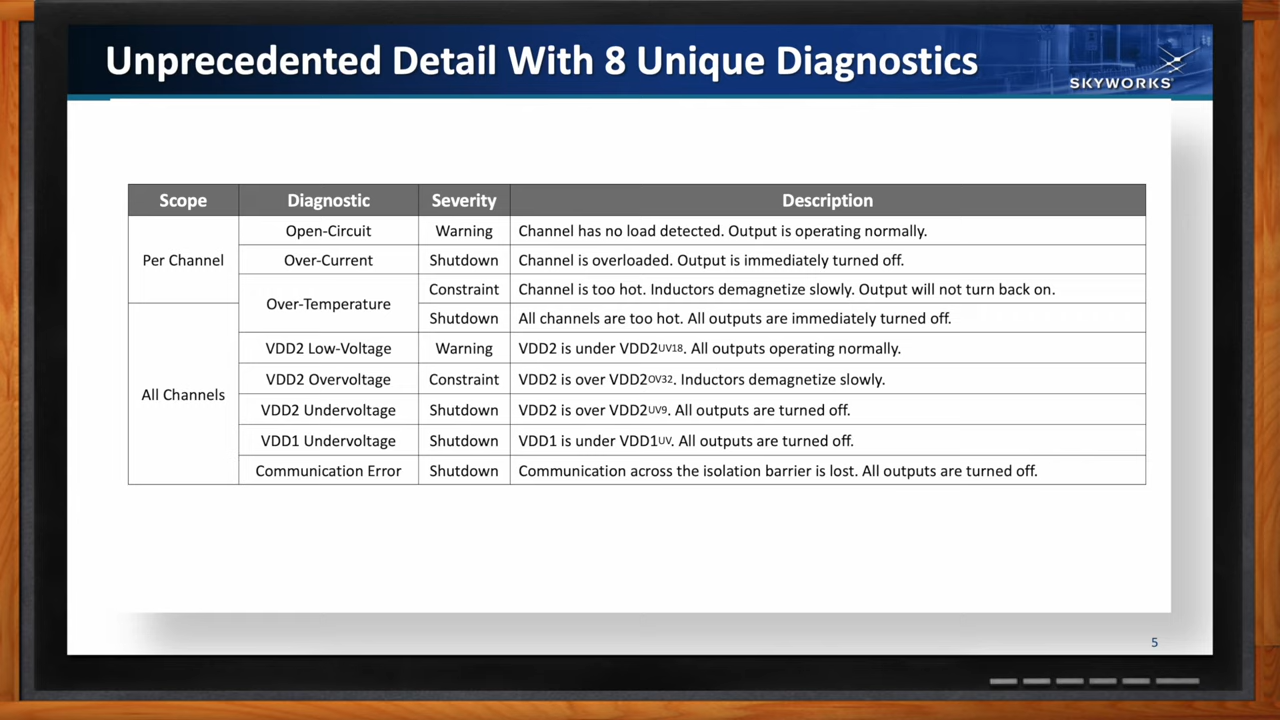 Unprecedented Detail With 8 Unique Diagnostics
SKYWORKS
Scope Diagnostic Severity Description
Per Channel
Open-Circuit Warning Channel has no load detected. Output is operating normally.
Over-Current Shutdown Channel is overloaded. Output is immediately turned off.
Over-Temperature
Constraint Channel is too hot. Inductors demagnetize slowly. Output will not turn back on.
All Channels
Shutdown All channels are too hot. All outputs are immediately turned off.
VDD2 Low-Voltage Warning VDD2 is under VDD2UV18. All outputs operating normally.
VDD2 Overvoltage Constraint VDD2 is over VDD2OV32. Inductors demagnetize slowly.
VDD2 Undervoltage Shutdown VDD2 is over VDD2UV9. All outputs are turned off.
VDD1 Undervoltage Shutdown VDD1 is under VDD1UV. All outputs are turned off.
Communication Error Shutdown Communication across the isolation barrier is lost. All outputs are turned off.
5